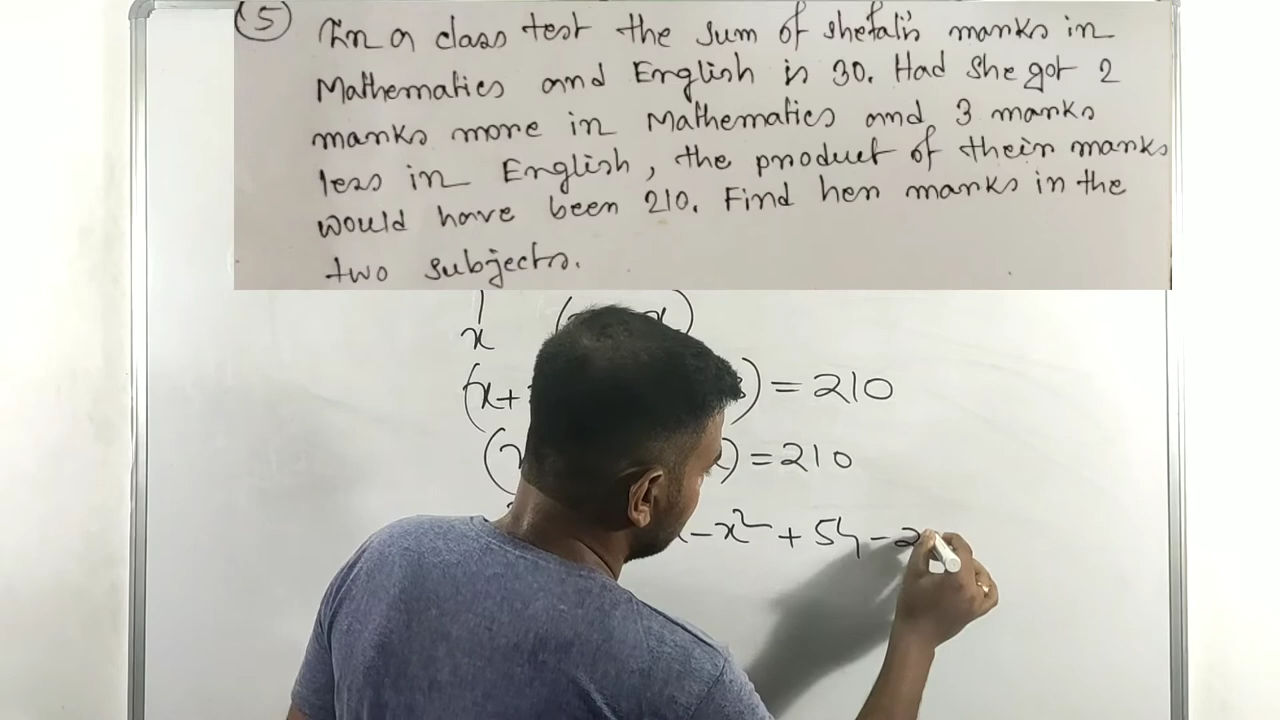 5 In a class test the sum of Shefali's marks in
Mathematics and English is 30. Had she got 2
marks more in Mathematics and 3 marks
less in English, the product of their marks
would have been 210. Find her marks in the
two subjects.
x
(x+ ) = 210
( ) = 210
- x² + 54 - 2